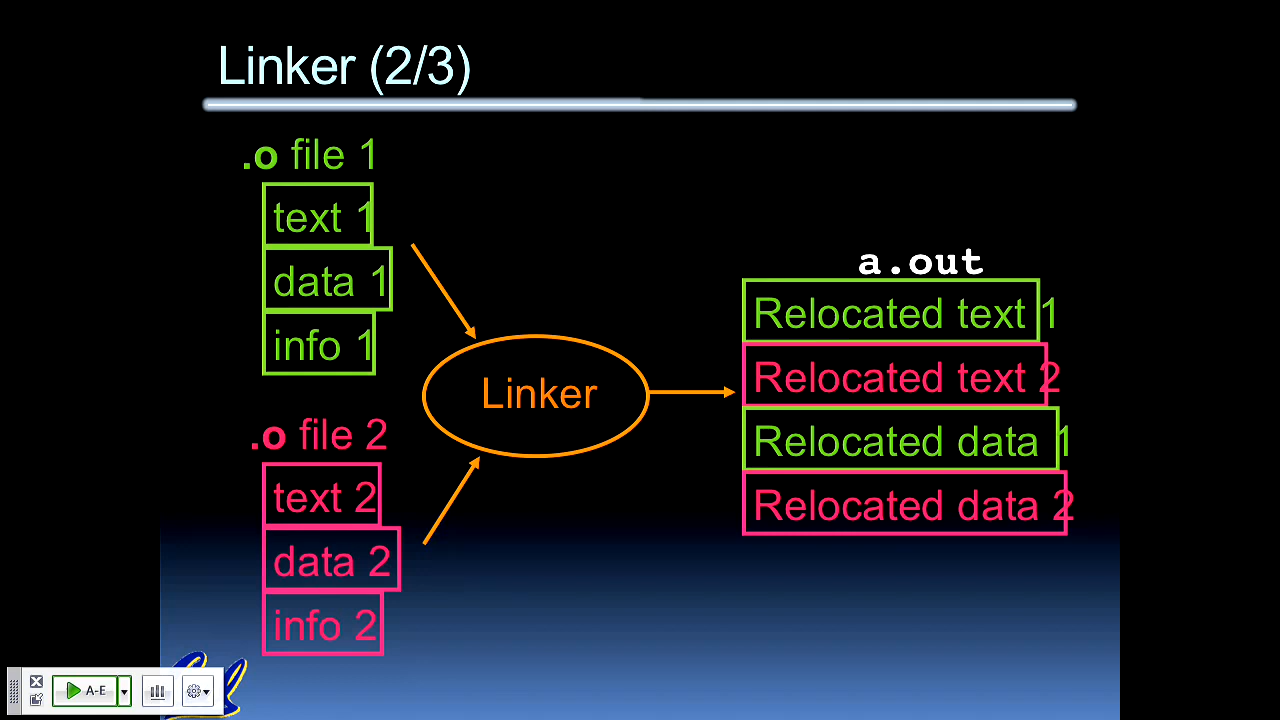 Linker (2/3)
.o file 1
text 1
data 1
info 1
.o file 2
text 2
data 2
info 2
Linker
a.out
Relocated text 1
Relocated text 2
Relocated data 1
Relocated data 2
A-E